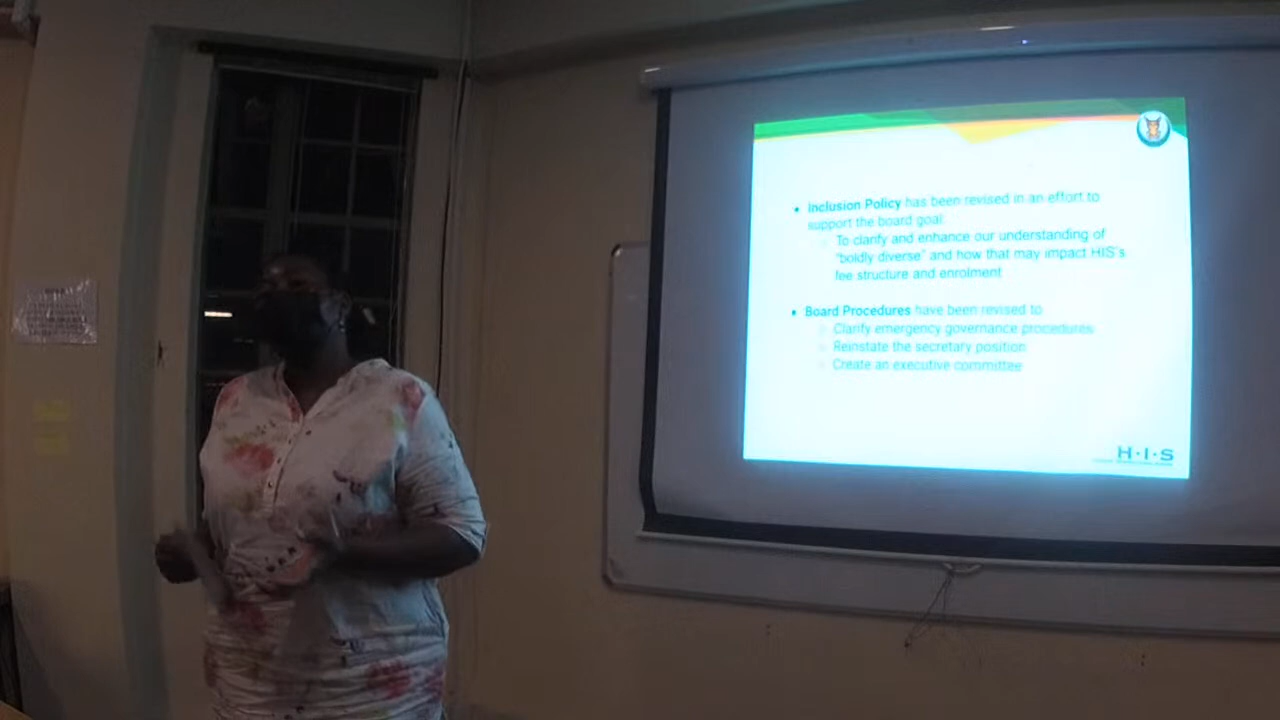 • Inclusion Policy has been revised in an effort to
support the board goal:
To clarify and enhance our understanding of
"boldly diverse" and how that may impact HIS's
fee structure and enrolment
• Board Procedures have been revised to
Clarify emergency governance procedures
Reinstate the secretary position
Create an executive committee
H·I·S